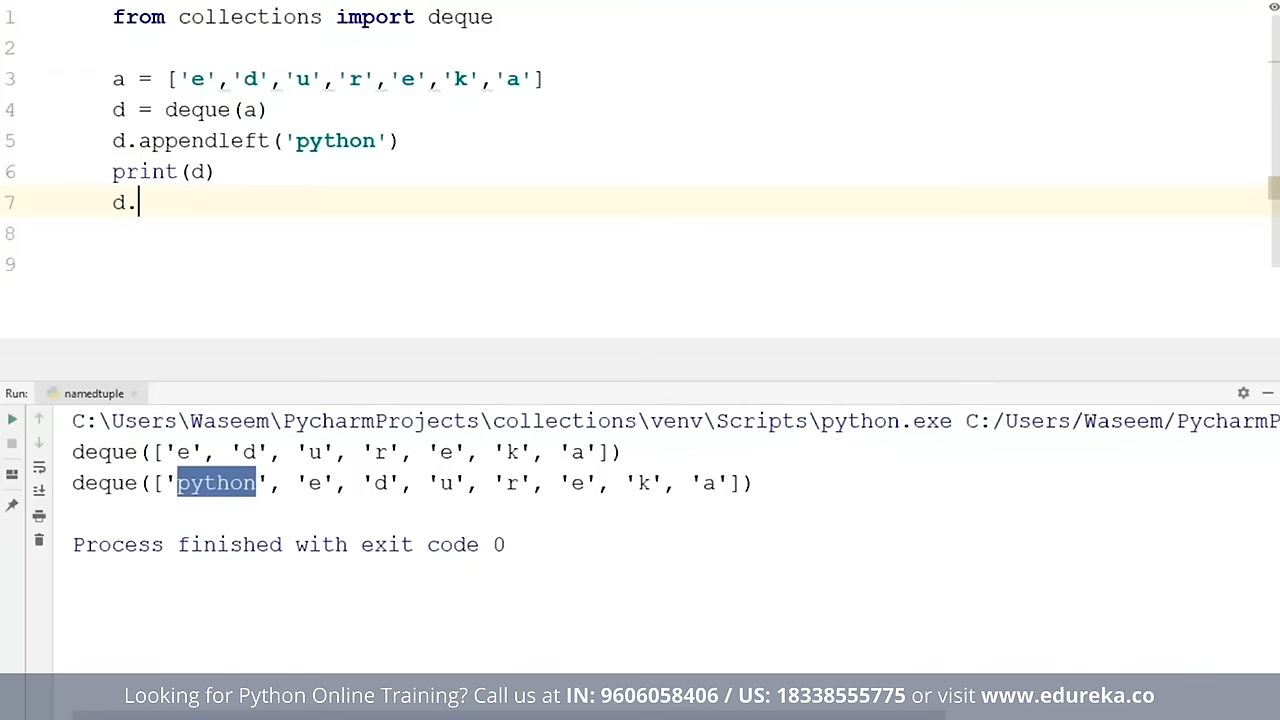 1 from collections import deque
2
3 a = ['e','d','u','r','e','k','a']
4 d = deque(a)
5 d.appendleft('python')
6 print(d)
7 d.
8
9
Run: namedtuple
C:\Users\Waseem\PycharmProjects\collections\venv\Scripts\python.exe C:/Users/Waseem/PycharmP
deque(['e', 'd', 'u', 'r', 'e', 'k', 'a'])
deque(['python', 'e', 'd', 'u', 'r', 'e', 'k', 'a'])
Process finished with exit code 0
Looking for Python Online Training? Call us at IN: 9606058406 / US: 18338555775 or visit www.edureka.co